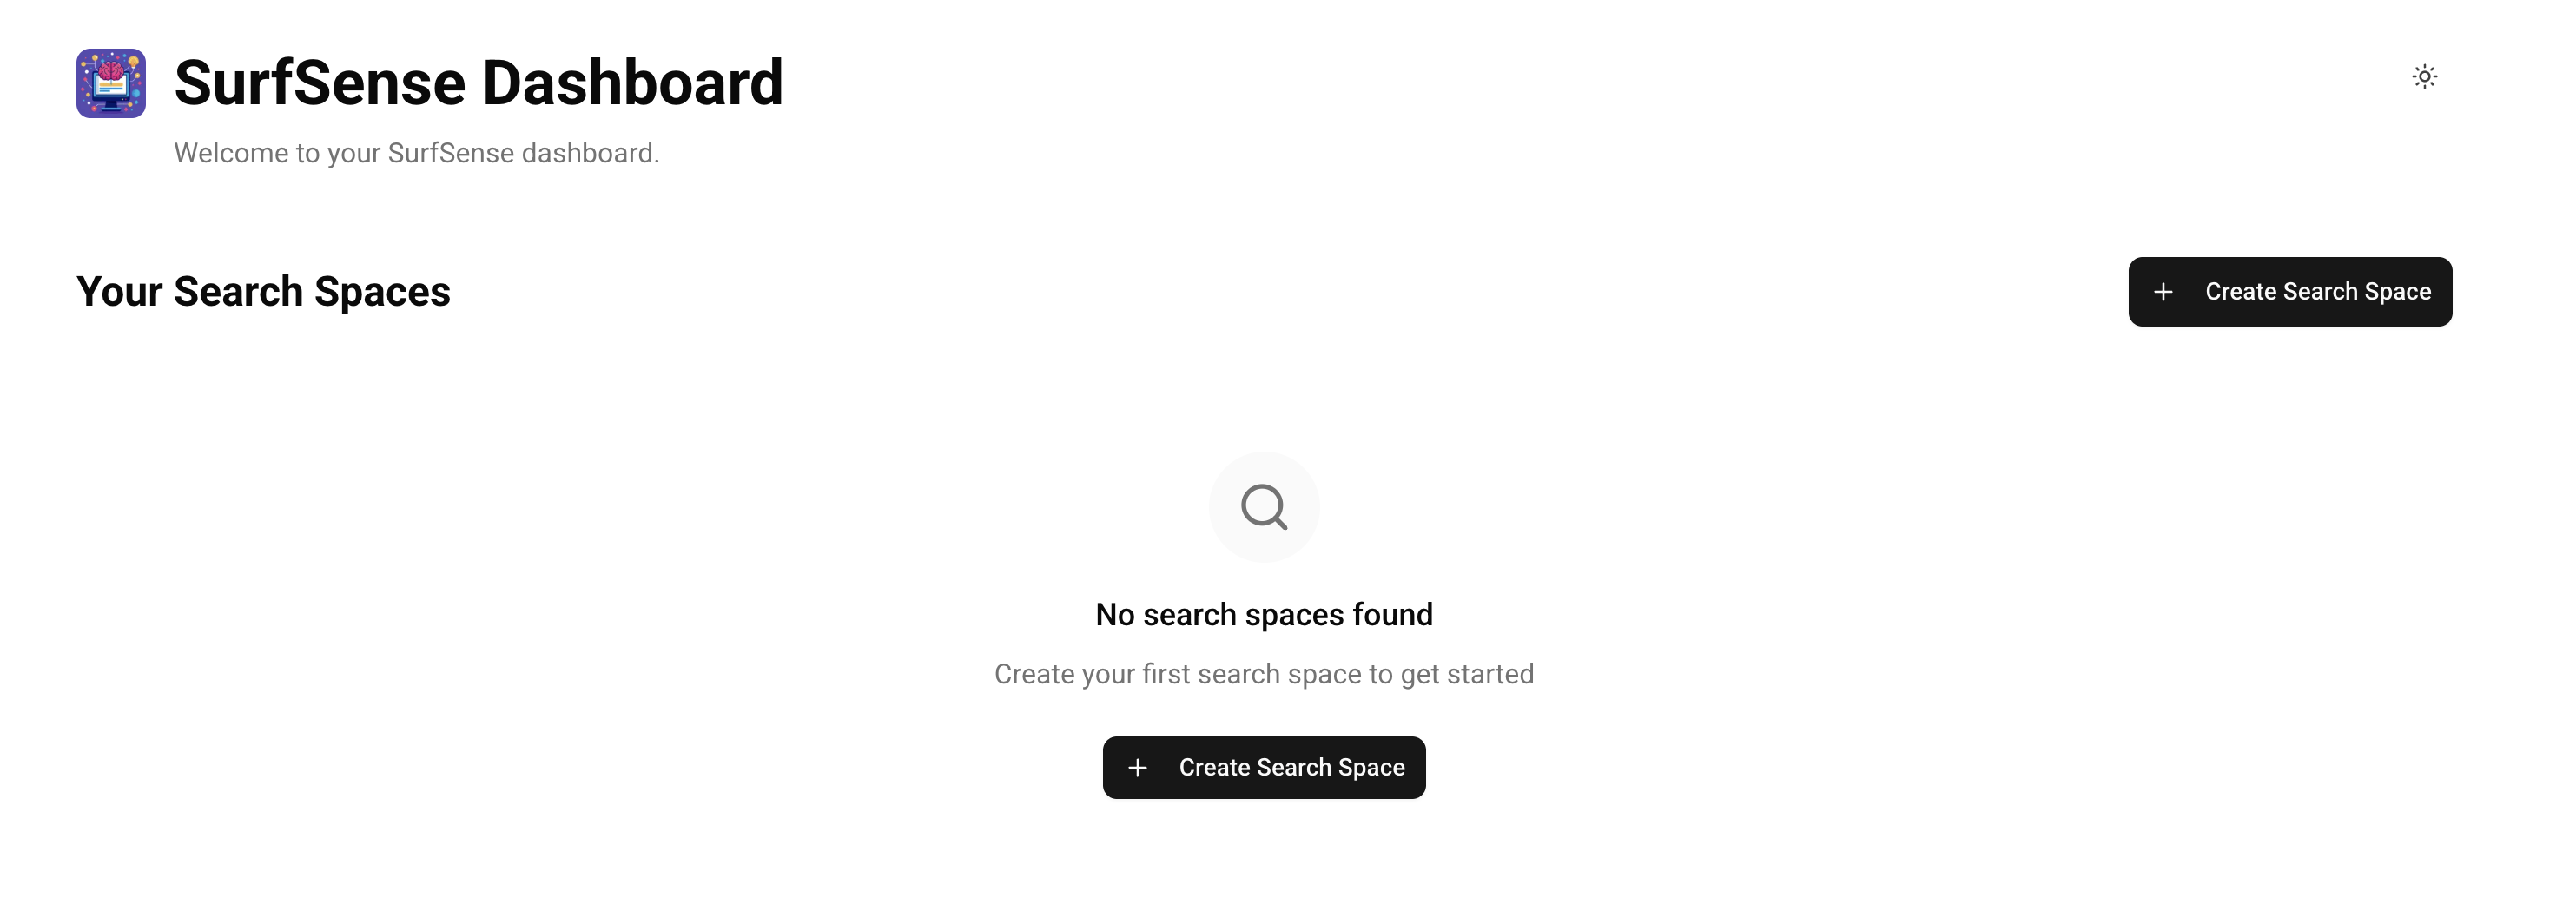 SurfSense Dashboard
Welcome to your SurfSense dashboard.
Your Search Spaces
Create Search Space
No search spaces found
Create your first search space to get started
Create Search Space